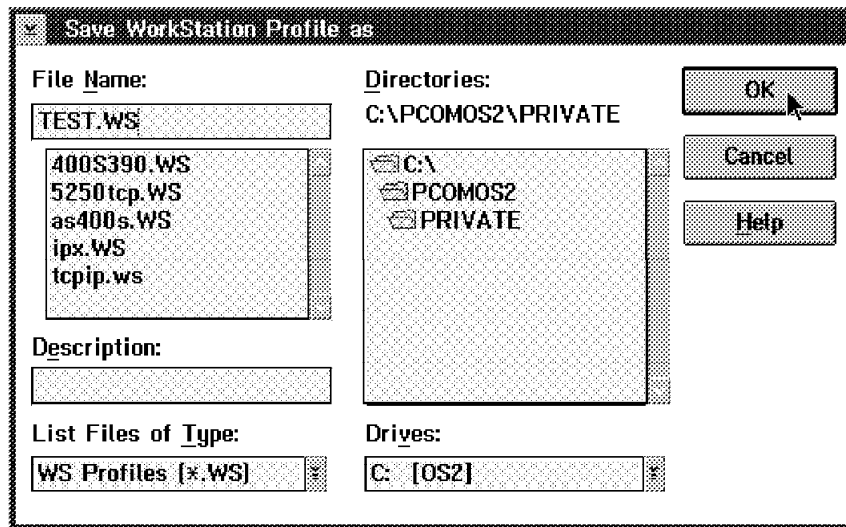 Save WorkStation Profile as
File Name:
TEST.WS
400S390.WS
5250tcp.WS
as400s.WS
ipx.WS
tcpip.ws
Description:
List Files of Type:
WS Profiles (*.WS)
Directories:
C:\PCOMOS2\PRIVATE
C:\
PCOMOS2
PRIVATE
Drives:
C: [OS2]
OK
Cancel
Help